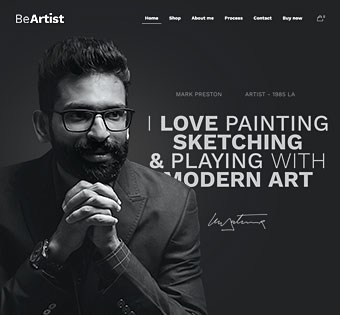 BeArtist
Home Shop About me Process Contact Buy now
0
MARK PRESTON ARTIST – 1985 LA
I LOVE PAINTING
SKETCHING
& PLAYING WITH
MODERN ART